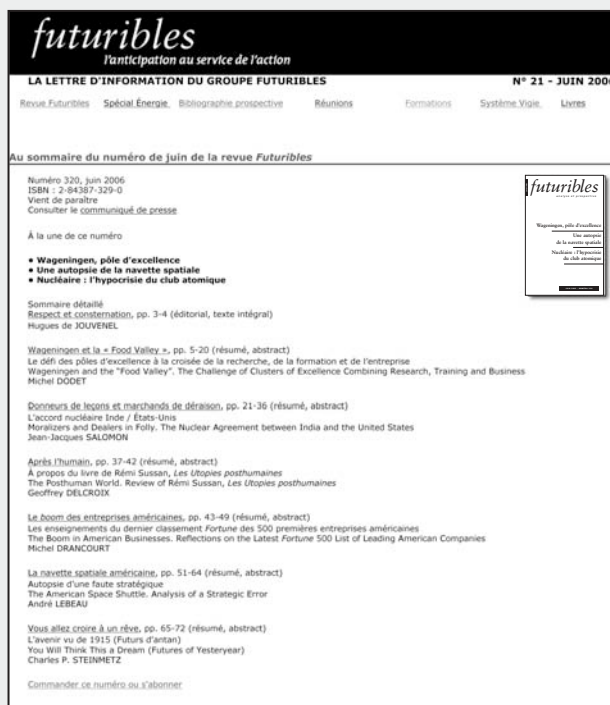 futuribles
l'anticipation au service de l'action
LA LETTRE D'INFORMATION DU GROUPE FUTURIBLES N° 21 - JUIN 2006
Revue Futuribles Spécial Énergie Bibliographie prospective Réunions Formations Système Vigie Livres
Au sommaire du numéro de juin de la revue Futuribles
Numéro 320, juin 2006
ISBN : 2-84387-329-0
Vient de paraître
Consulter le communiqué de presse
À la une de ce numéro
• Wageningen, pôle d'excellence
• Une autopsie de la navette spatiale
• Nucléaire : l'hypocrisie du club atomique
futuribles
Wageningen, pôle d'excellence
Une autopsie
de la navette spatiale
Nucléaire : l'hypocrisie
du club atomique
Sommaire détaillé
Respect et consternation, pp. 3-4 (éditorial, texte intégral)
Hugues de JOUVENEL
Wageningen et la « Food Valley », pp. 5-20 (résumé, abstract)
Le défi des pôles d'excellence à la croisée de la recherche, de la formation et de l'entreprise
Wageningen and the "Food Valley". The Challenge of Clusters of Excellence Combining Research, Training and Business
Michel DODET
Donneurs de leçons et marchands de déraison, pp. 21-36 (résumé, abstract)
L'accord nucléaire Inde / États-Unis
Moralizers and Dealers in Folly. The Nuclear Agreement between India and the United States
Jean-Jacques SALOMON
Après l'humain, pp. 37-42 (résumé, abstract)
À propos du livre de Rémi Sussan, Les Utopies posthumaines
The Posthuman World. Review of Rémi Sussan, Les Utopies posthumaines
Geoffrey DELCROIX
Le boom des entreprises américaines, pp. 43-49 (résumé, abstract)
Les enseignements du dernier classement Fortune des 500 premières entreprises américaines
The Boom in American Businesses. Reflections on the Latest Fortune 500 List of Leading American Companies
Michel DRANCOURT
La navette spatiale américaine, pp. 51-64 (résumé, abstract)
Autopsie d'une faute stratégique
The American Space Shuttle. Analysis of a Strategic Error
André LEBEAU
Vous allez croire à un rêve, pp. 65-72 (résumé, abstract)
L'avenir vu de 1915 (Futurs d'antan)
You Will Think This a Dream (Futures of Yesteryear)
Charles P. STEINMETZ
Commander ce numéro ou s'abonner